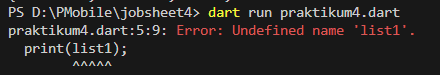 PS D:\PMobile\jobsheet4> dart run praktikum4.dart
praktikum4.dart:5:9: Error: Undefined name 'list1'.
  print(list1);
        ^^^^^